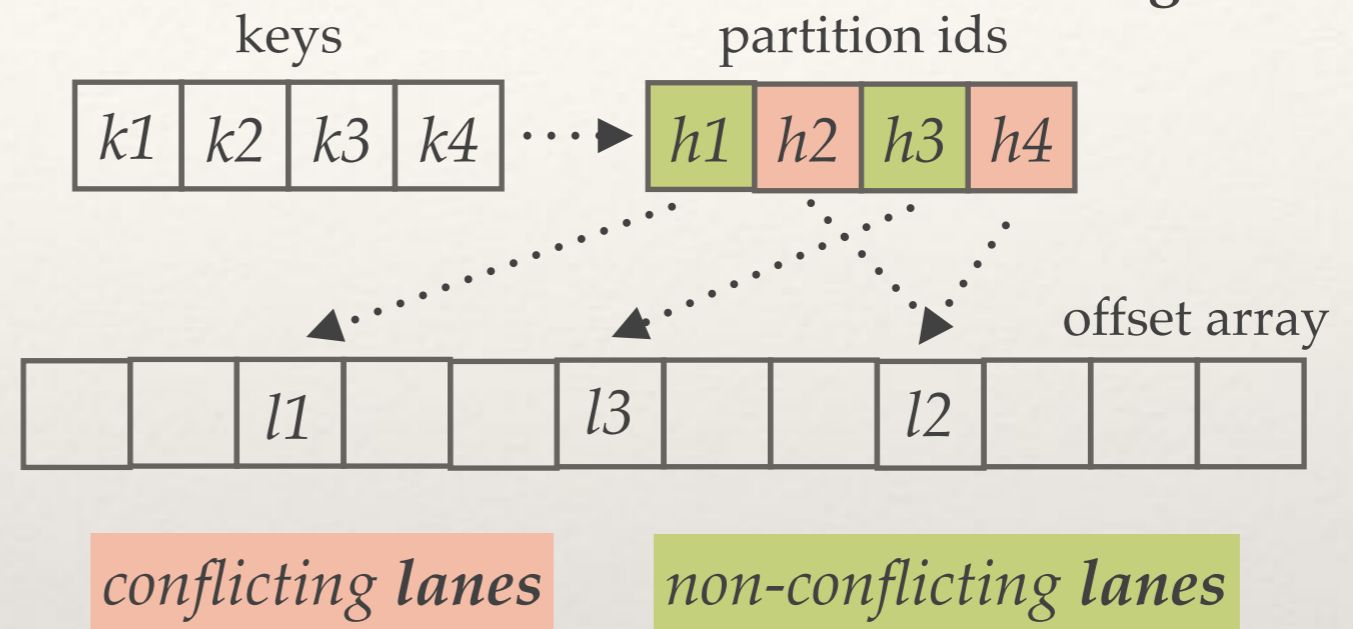 keys
partition ids
k1 k2 k3 k4
h1 h2 h3 h4
offset array
l1 l3 l2
conflicting lanes
non-conflicting lanes